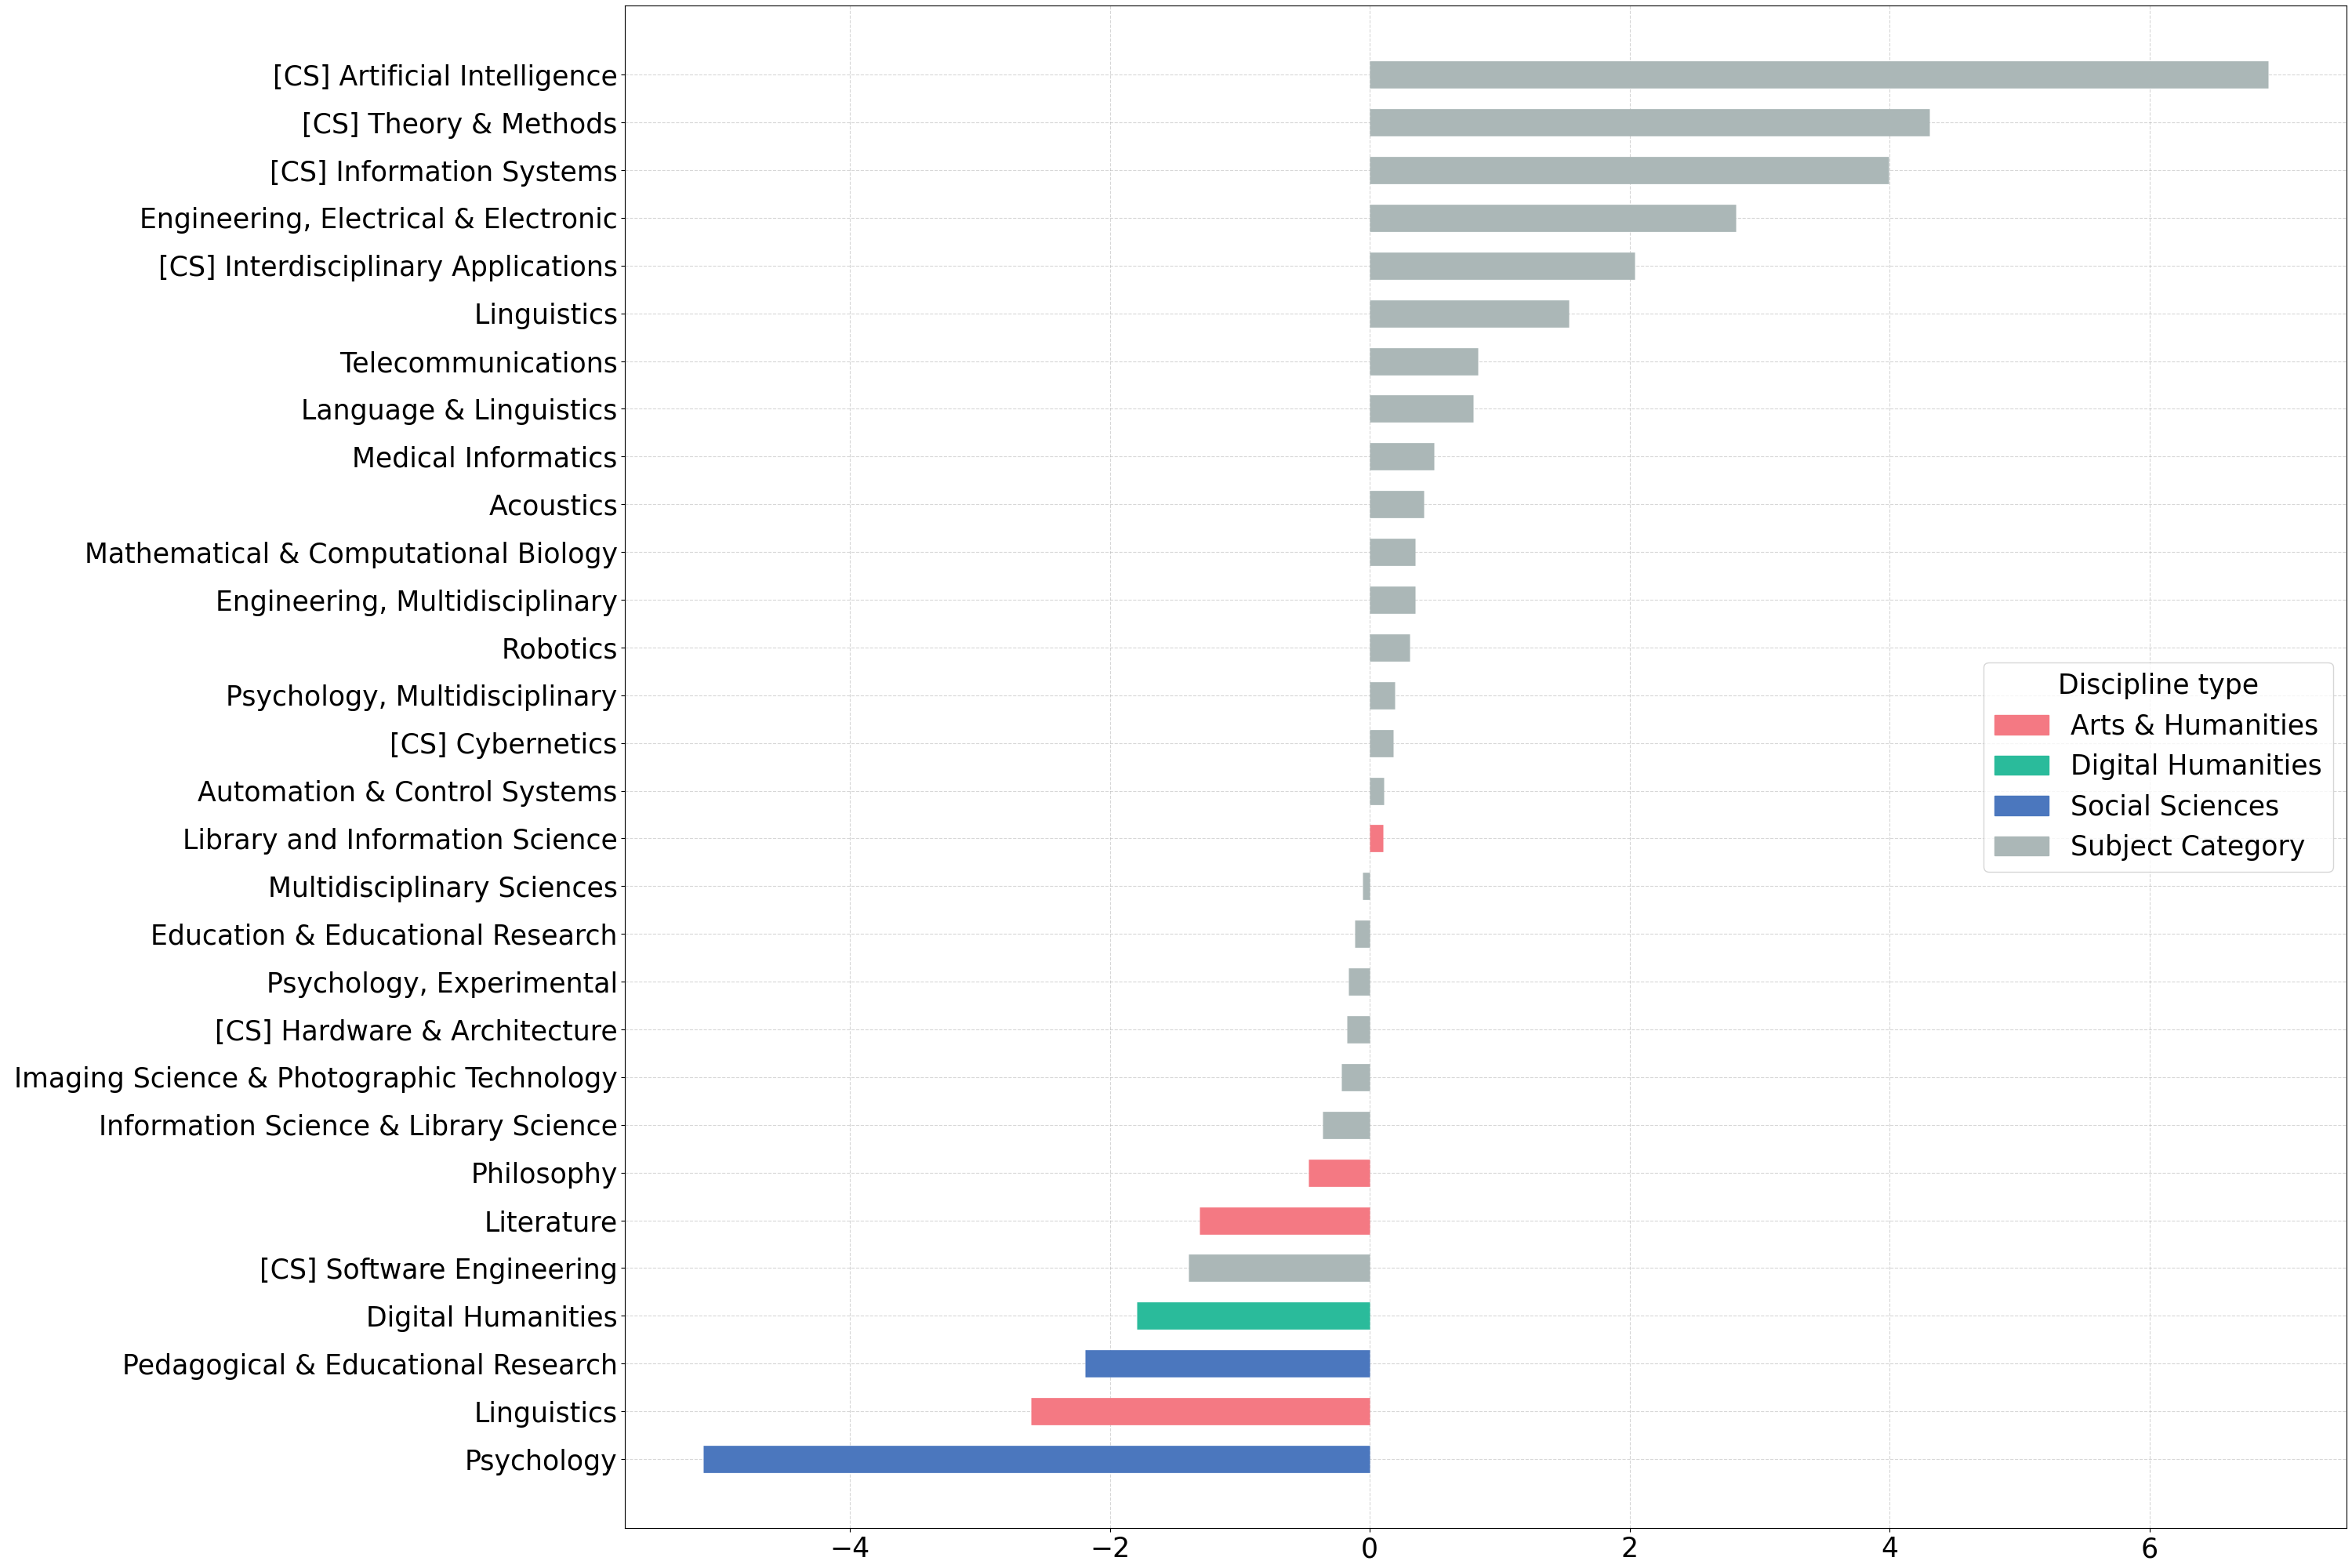 [CS] Artificial Intelligence
[CS] Theory & Methods
[CS] Information Systems
Engineering, Electrical & Electronic
[CS] Interdisciplinary Applications
Linguistics
Telecommunications
Language & Linguistics
Medical Informatics
Acoustics
Mathematical & Computational Biology
Engineering, Multidisciplinary
Robotics
Psychology, Multidisciplinary
[CS] Cybernetics
Automation & Control Systems
Library and Information Science
Multidisciplinary Sciences
Education & Educational Research
Psychology, Experimental
[CS] Hardware & Architecture
Imaging Science & Photographic Technology
Information Science & Library Science
Philosophy
Literature
[CS] Software Engineering
Digital Humanities
Pedagogical & Educational Research
Linguistics
Psychology
Discipline type
Arts & Humanities
Digital Humanities
Social Sciences
Subject Category
−4 −2 0 2 4 6